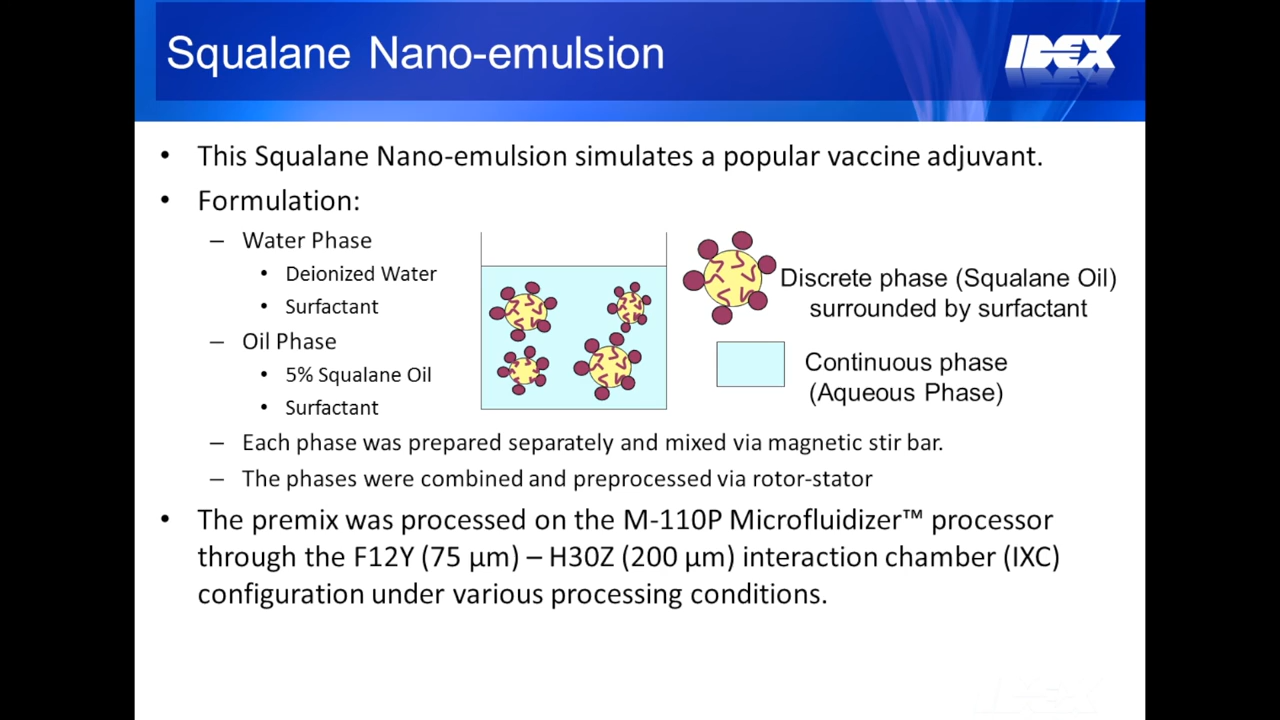 Squalane Nano-emulsion
IDEX
• This Squalane Nano-emulsion simulates a popular vaccine adjuvant.
• Formulation:
– Water Phase
• Deionized Water
• Surfactant
– Oil Phase
• 5% Squalane Oil
• Surfactant
Discrete phase (Squalane Oil)
surrounded by surfactant
Continuous phase
(Aqueous Phase)
– Each phase was prepared separately and mixed via magnetic stir bar.
– The phases were combined and preprocessed via rotor-stator
• The premix was processed on the M-110P Microfluidizer™ processor
through the F12Y (75 µm) – H30Z (200 µm) interaction chamber (IXC)
configuration under various processing conditions.